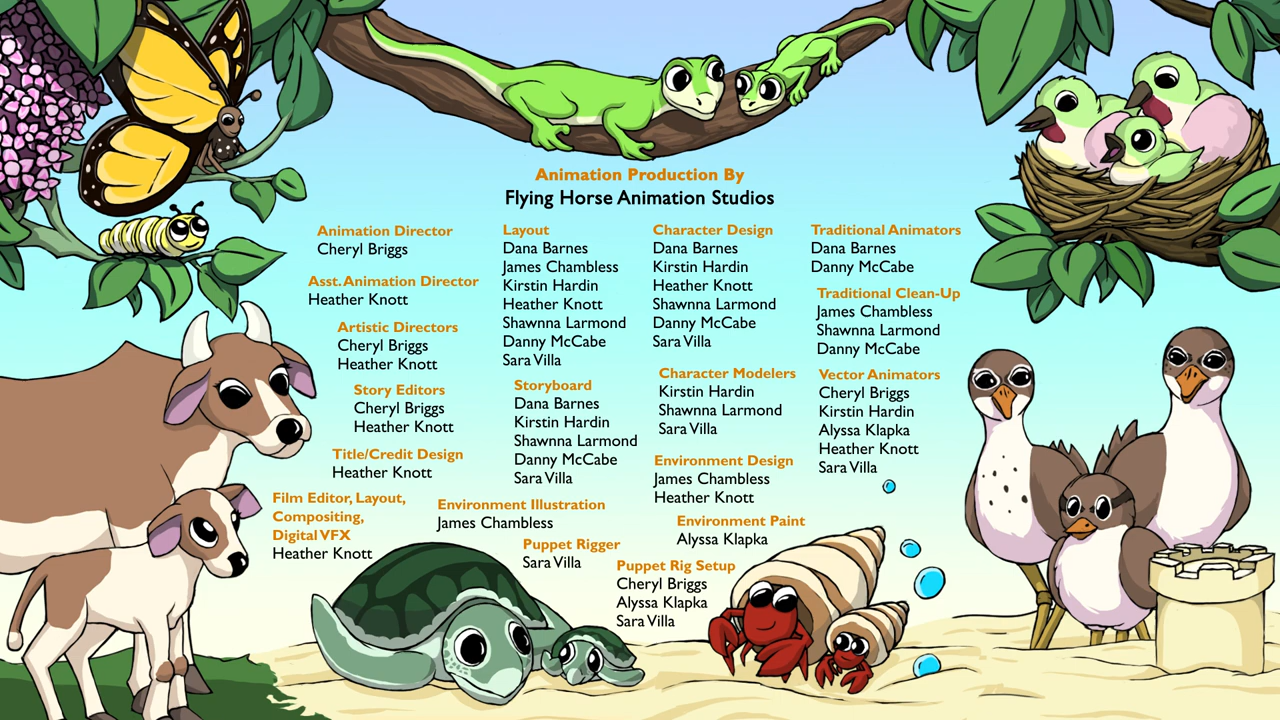 Animation Production By
Flying Horse Animation Studios
Animation Director
Cheryl Briggs
Asst. Animation Director
Heather Knott
Artistic Directors
Cheryl Briggs
Heather Knott
Story Editors
Cheryl Briggs
Heather Knott
Title/Credit Design
Heather Knott
Film Editor, Layout,
Compositing,
Digital VFX
Heather Knott
Layout
Dana Barnes
James Chambless
Kirstin Hardin
Heather Knott
Shawnna Larmond
Danny McCabe
Sara Villa
Storyboard
Dana Barnes
Kirstin Hardin
Shawnna Larmond
Danny McCabe
Sara Villa
Environment Illustration
James Chambless
Puppet Rigger
Sara Villa
Character Design
Dana Barnes
Kirstin Hardin
Heather Knott
Shawnna Larmond
Danny McCabe
Sara Villa
Character Modelers
Kirstin Hardin
Shawnna Larmond
Sara Villa
Environment Design
James Chambless
Heather Knott
Environment Paint
Alyssa Klapka
Puppet Rig Setup
Cheryl Briggs
Alyssa Klapka
Sara Villa
Traditional Animators
Dana Barnes
Danny McCabe
Traditional Clean-Up
James Chambless
Shawnna Larmond
Danny McCabe
Vector Animators
Cheryl Briggs
Kirstin Hardin
Alyssa Klapka
Heather Knott
Sara Villa